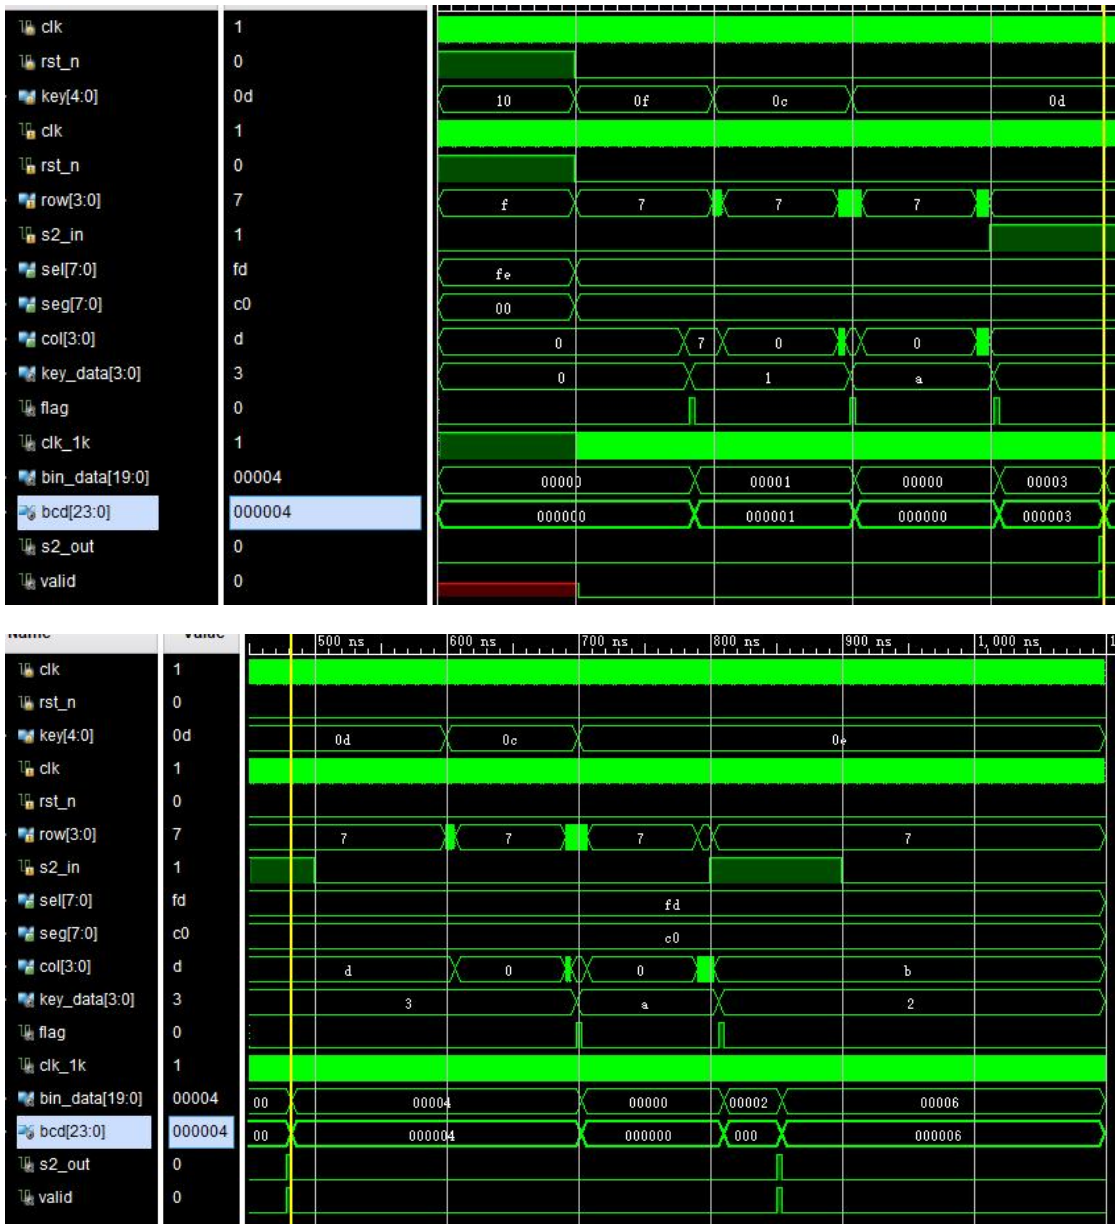 clk 1
rst_n 0
key[4:0] 0d 10 0f 0c 0d
clk 1
rst_n 0
row[3:0] 7 f 7 7 7
s2_in 1
sel[7:0] fd fe
seg[7:0] c0 00
col[3:0] d 0 7 0 0
key_data[3:0] 3 0 1 a
flag 0
clk_1k 1
bin_data[19:0] 00004 00000 00001 00000 00003
bcd[23:0] 000004 000000 000001 000000 000003
s2_out 0
valid 0
Name Value 500 ns 600 ns 700 ns 800 ns 900 ns 1,000 ns
clk 1
rst_n 0
key[4:0] 0d 0d 0c 0e
clk 1
rst_n 0
row[3:0] 7 7 7 7 7
s2_in 1
sel[7:0] fd fd
seg[7:0] c0 c0
col[3:0] d d 0 0 b
key_data[3:0] 3 3 a 2
flag 0
clk_1k 1
bin_data[19:0] 00004 00 00004 00000 00002 00006
bcd[23:0] 000004 00 000004 000000 000 000006
s2_out 0
valid 0